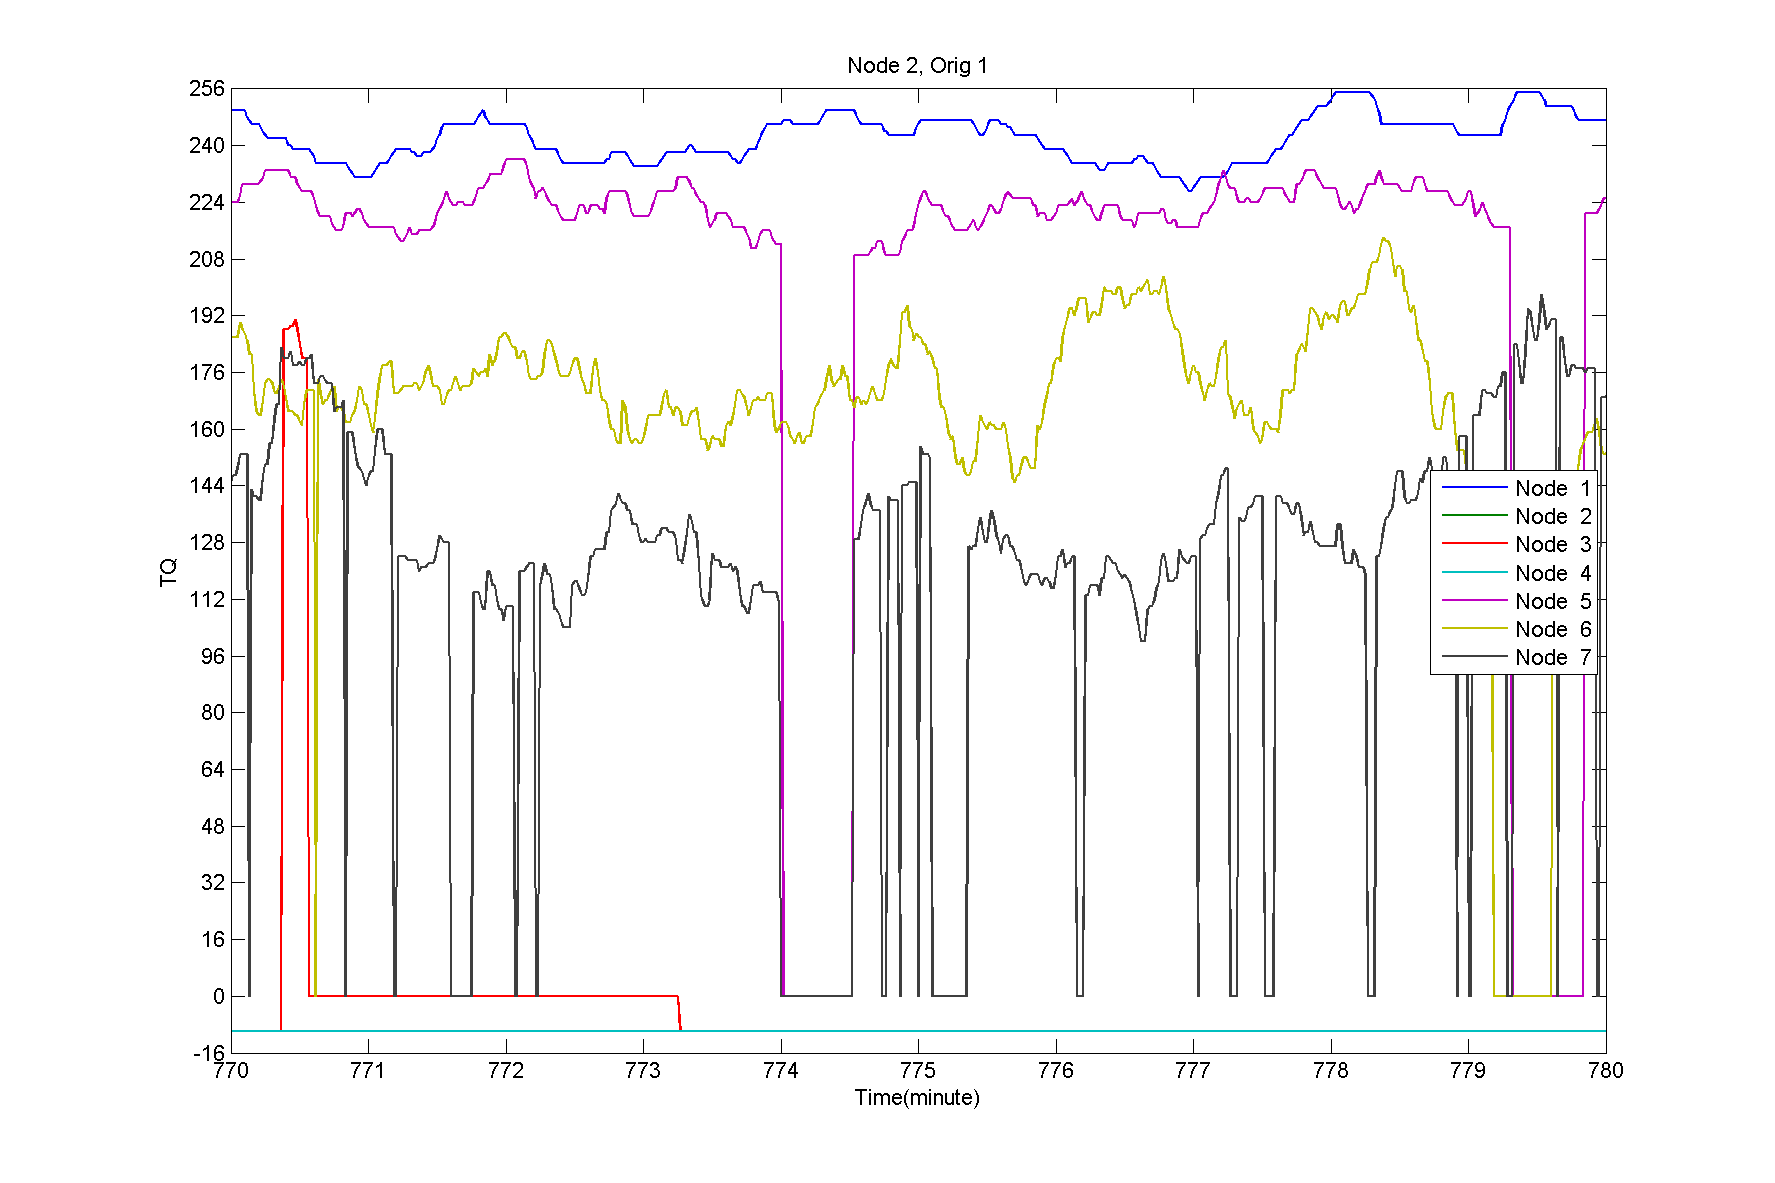 Node 2, Orig 1
256
240
224
208
192
176
160
144
128
112
96
80
64
48
32
16
0
-16
TQ
Node 1
Node 2
Node 3
Node 4
Node 5
Node 6
Node 7
770 771 772 773 774 775 776 777 778 779 780
Time(minute)